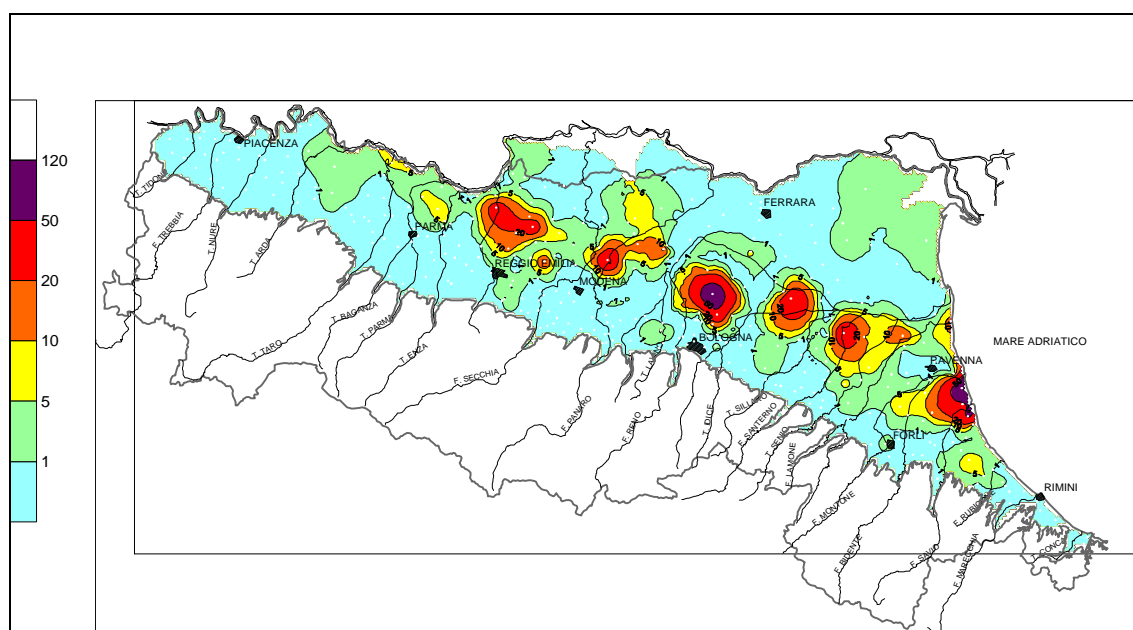 120
50
20
10
5
1
PIACENZA
PARMA
REGGIO EMILIA
MODENA
BOLOGNA
FERRARA
RAVENNA
FORLI
RIMINI
MARE ADRIATICO
F. TREBBIA
T. NURE
T. ARDA
T. TARO
T. BAGANZA
T. PARMA
T. ENZA
F. SECCHIA
F. PANARO
F. RENO
T. IDICE
T. SILLARO
F. SANTERNO
T. SENIO
F. LAMONE
F. MONTONE
F. BIDENTE
F. SAVIO
F. MARECCHIA
T. CONCA